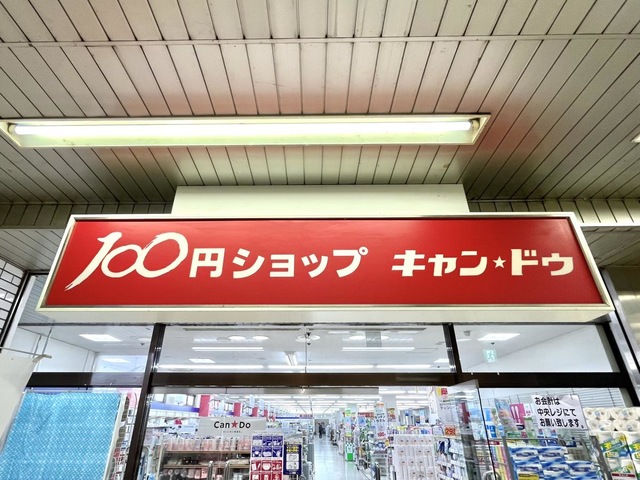 100円ショップ キャン★ドゥ
Can★Do
お会計は
中央レジにて
お願い致します。